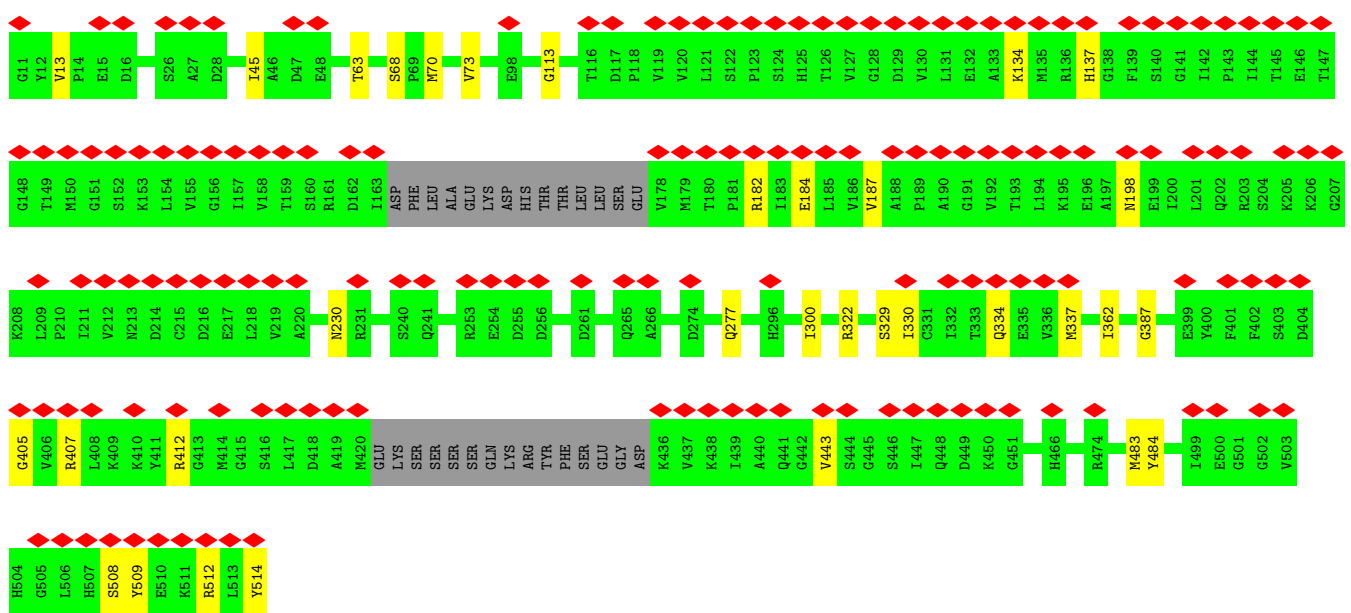 G11 Y12 V13 P14 E15 D16 S26 A27 D28 I45 A46 D47 E48 T63 S68 P69 M70 V73 E98 G113 T116 D117 P118 V119 V120 L121 S122 P123 S124 H125 T126 V127 G128 D129 V130 L131 E132 A133 K134 M135 R136 H137 G138 F139 S140 G141 I142 P143 I144 T145 E146 T147
G148 T149 M150 G151 S152 K153 L154 V155 G156 I157 V158 T159 S160 R161 D162 I163 ASP PHE LEU ALA GLU LYS ASP HIS THR THR LEU LEU SER GLU V178 M179 T180 P181 R182 I183 E184 L185 V186 V187 A188 P189 A190 G191 V192 T193 L194 K195 E196 A197 N198 E199 I200 L201 Q202 R203 S204 K205 K206 G207
K208 L209 P210 I211 V212 N213 D214 C215 D216 E217 L218 V219 A220 N230 R231 S240 Q241 R253 E254 D255 D256 D261 Q265 A266 D274 Q277 H296 I300 R322 S329 I330 C331 I332 T333 Q334 E335 V336 M337 I362 G387 E399 Y400 F401 F402 S403 D404
G405 V406 R407 L408 K409 K410 Y411 R412 G413 M414 G415 S416 L417 D418 A419 M420 GLU LYS SER SER SER SER GLN LYS ARG TYR PHE SER GLU GLY ASP K436 V437 K438 I439 A440 Q441 G442 V443 S444 G445 S446 I447 Q448 D449 K450 G451 H466 R474 M483 Y484 I499 E500 G501 G502 V503
H504 G505 L506 H507 S508 Y509 E510 K511 R512 L513 Y514